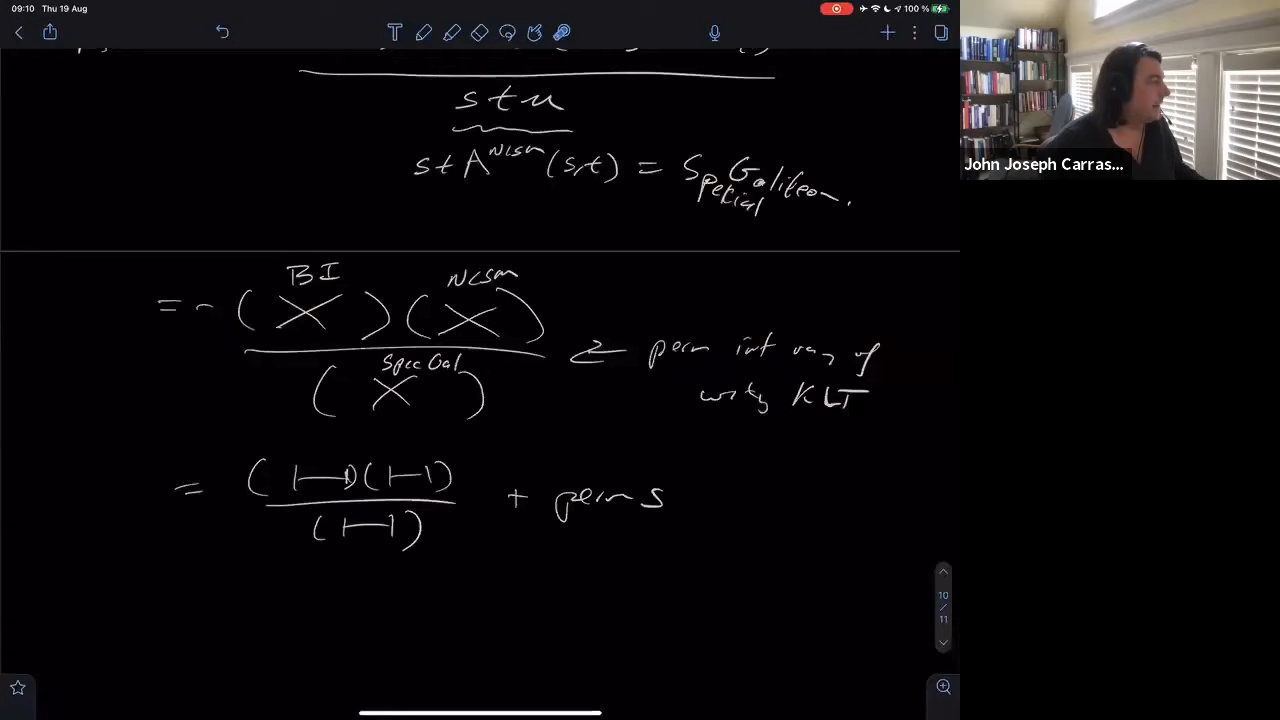 09:10 Thu 19 Aug
100 %
stu
stA^NLSM (s,t) = Special Galileon.
BI NLSM
= - ( ) ( )
Spec Gal
( )
perm inv way of
writing KLT
= ( ) ( ) + perms
( )
10
/
11
John Joseph Carras...